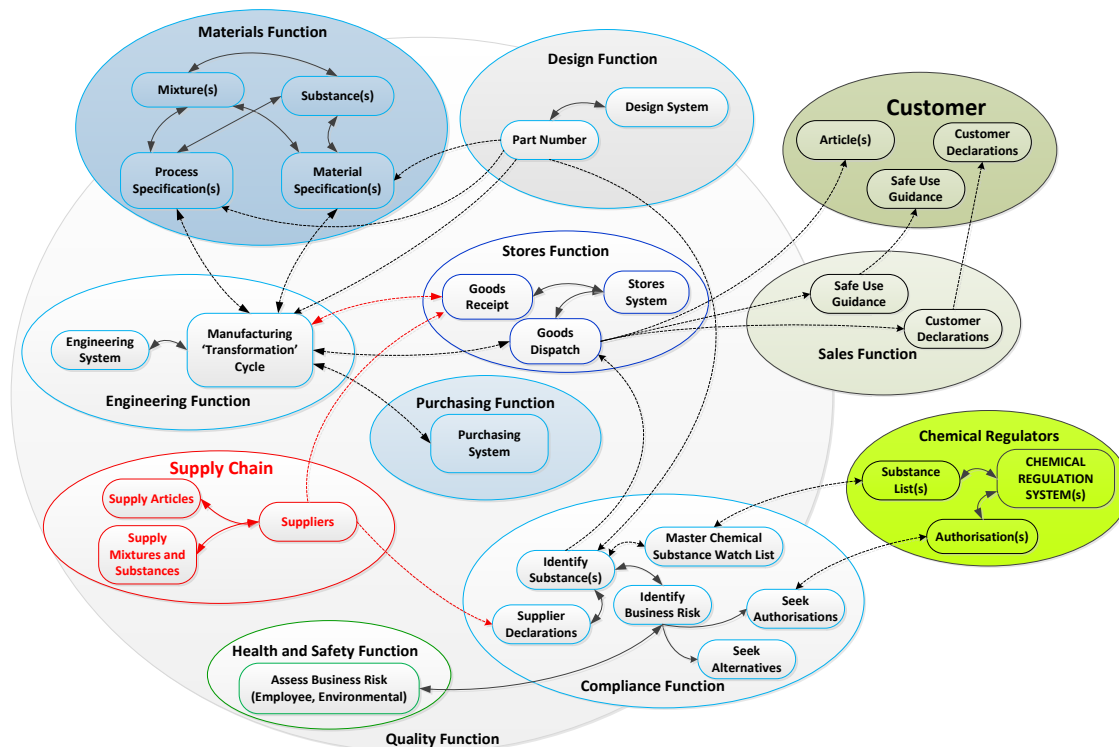 Materials Function
Mixture(s)
Substance(s)
Process
Specification(s)
Material
Specification(s)
Design Function
Design System
Part Number
Customer
Article(s)
Customer
Declarations
Safe Use
Guidance
Stores Function
Goods
Receipt
Stores
System
Goods
Dispatch
Safe Use
Guidance
Customer
Declarations
Sales Function
Engineering
System
Manufacturing
‘Transformation’
Cycle
Engineering Function
Purchasing Function
Purchasing
System
Supply Chain
Supply Articles
Suppliers
Supply
Mixtures and
Substances
Chemical Regulators
Substance
List(s)
CHEMICAL
REGULATION
SYSTEM(s)
Authorisation(s)
Master Chemical
Substance Watch List
Identify
Substance(s)
Identify
Business Risk
Seek
Authorisations
Supplier
Declarations
Seek
Alternatives
Compliance Function
Health and Safety Function
Assess Business Risk
(Employee, Environmental)
Quality Function